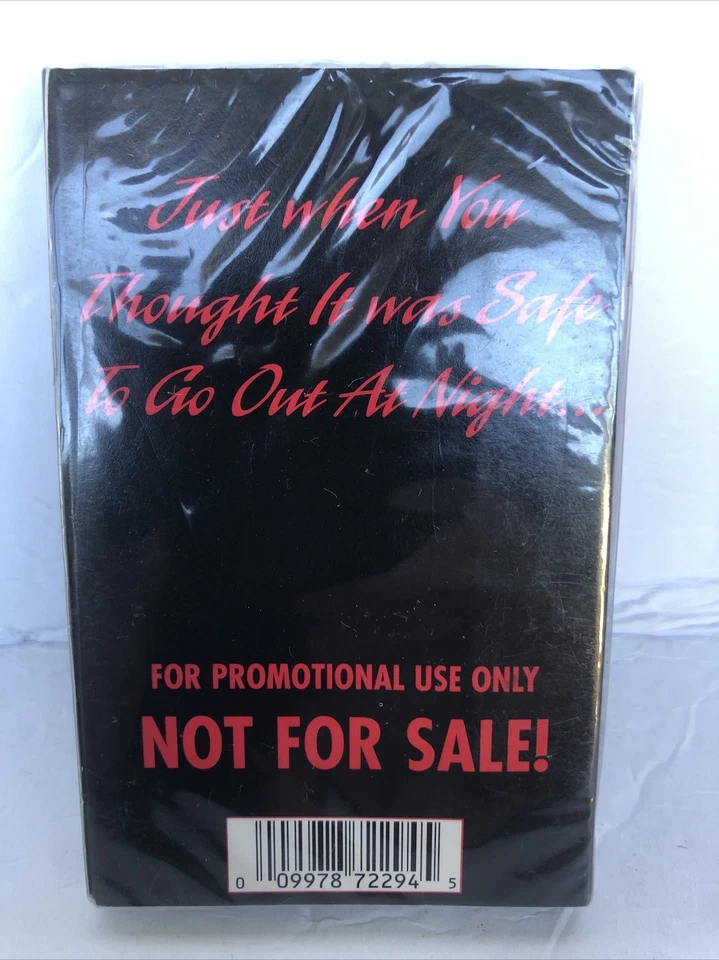 Just when You
Thought It was Safe
To Go Out At Night...
FOR PROMOTIONAL USE ONLY
NOT FOR SALE!
0 09978 72294 5